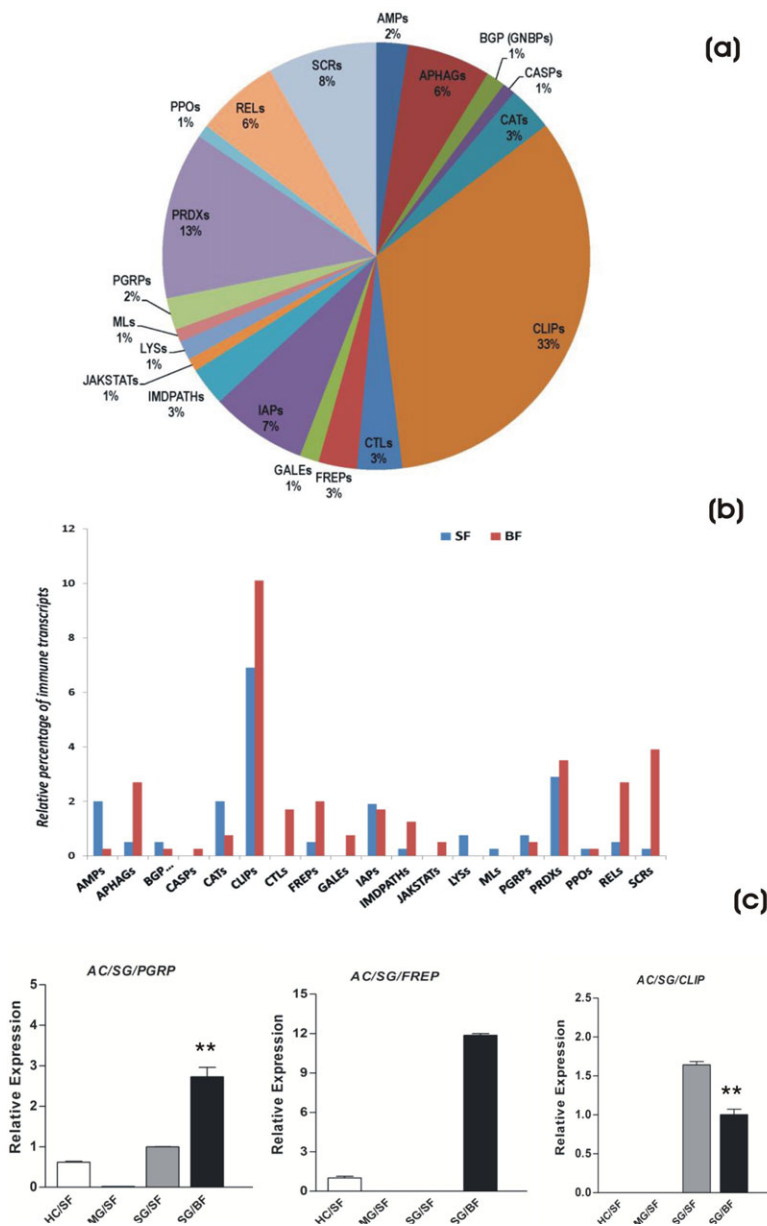 (a)
AMPs
2%
APHAGs
6%
BGP (GNBPs)
1%
CASPs
1%
CATs
3%
CLIPs
33%
CTLs
3%
FREPs
3%
GALEs
1%
IAPs
7%
IMDPATHs
3%
JAKSTATs
1%
LYSs
1%
MLs
1%
PGRPs
2%
PRDXs
13%
PPOs
1%
RELs
6%
SCRs
8%
(b)
Relative percentage of immune transcripts
12
10
8
6
4
2
0
SF BF
AMPs APHAGs BGP... CASPs CATs CLIPs CTLs FREPs GALEs IAPs IMDPATHs JAKSTATs LYSs MLs PGRPs PRDXs PPOs RELs SCRs
(c)
AC/SG/PGRP
Relative Expression
5
4
3
2
1
0
**
HC/SF MG/SF SG/SF SG/BF
AC/SG/FREP
Relative Expression
15
12
9
6
3
0
HC/SF MG/SF SG/SF SG/BF
AC/SG/CLIP
Relative Expression
2.5
2.0
1.5
1.0
0.5
0.0
**
HC/SF MG/SF SG/SF SG/BF